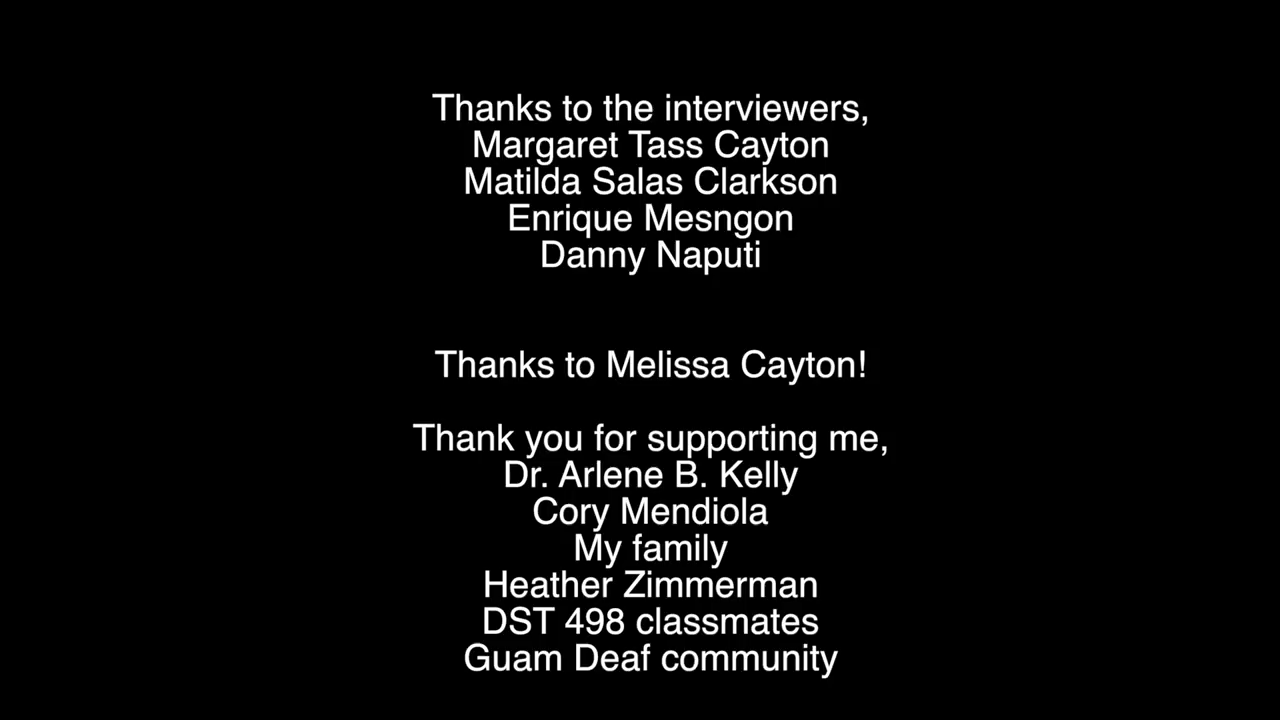 Thanks to the interviewers,
Margaret Tass Cayton
Matilda Salas Clarkson
Enrique Mesngon
Danny Naputi
Thanks to Melissa Cayton!
Thank you for supporting me,
Dr. Arlene B. Kelly
Cory Mendiola
My family
Heather Zimmerman
DST 498 classmates
Guam Deaf community